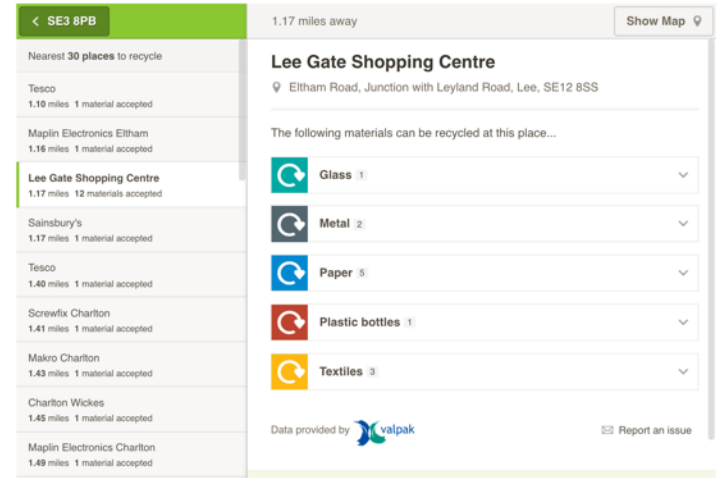 SE3 8PB
Nearest 30 places to recycle
Tesco
1.10 miles 1 material accepted
Maplin Electronics Eltham
1.16 miles 1 material accepted
Lee Gate Shopping Centre
1.17 miles 12 materials accepted
Sainsbury's
1.17 miles 1 material accepted
Tesco
1.40 miles 1 material accepted
Screwfix Charlton
1.41 miles 1 material accepted
Makro Charlton
1.43 miles 1 material accepted
Charlton Wickes
1.45 miles 1 material accepted
Maplin Electronics Charlton
1.49 miles 1 material accepted
1.17 miles away
Show Map
Lee Gate Shopping Centre
Eltham Road, Junction with Leyland Road, Lee, SE12 8SS
The following materials can be recycled at this place...
Glass 1
Metal 2
Paper 5
Plastic bottles 1
Textiles 3
Data provided by valpak
Report an issue